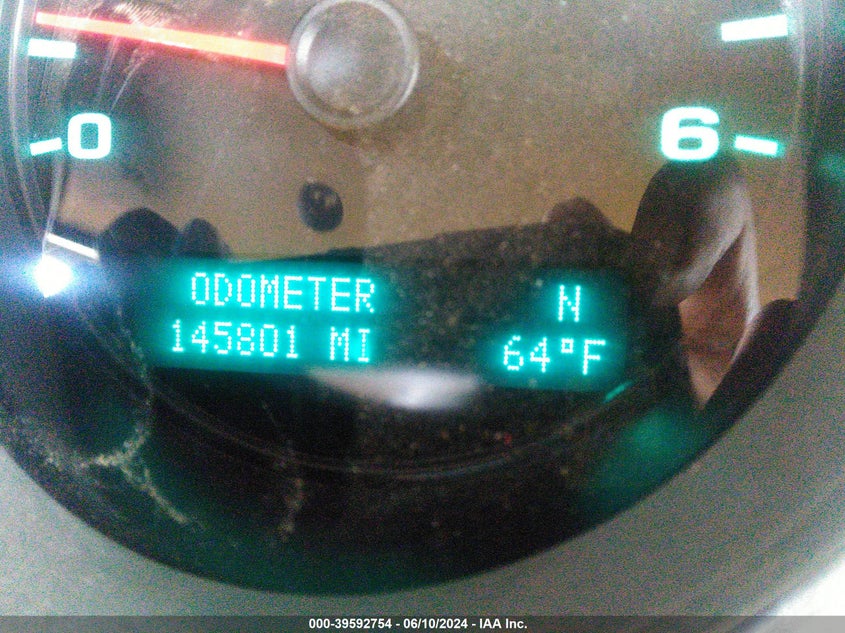 0
6
ODOMETER
N
145801 MI
64°F
000-39592754 - 06/10/2024 - IAA Inc.